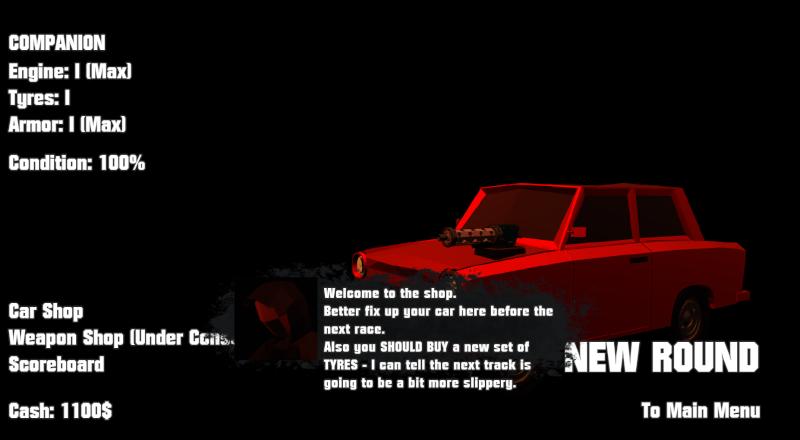 COMPANION
Engine: I (Max)
Tyres: I
Armor: I (Max)
Condition: 100%
Car Shop
Weapon Shop (Under
Scoreboard
Cash: 1100$
Welcome to the shop.
Better fix up your car here before the
next race.
Also you SHOULD BUY a new set of
TYRES - I can tell the next track is
going to be a bit more slippery.
NEW ROUND
To Main Menu